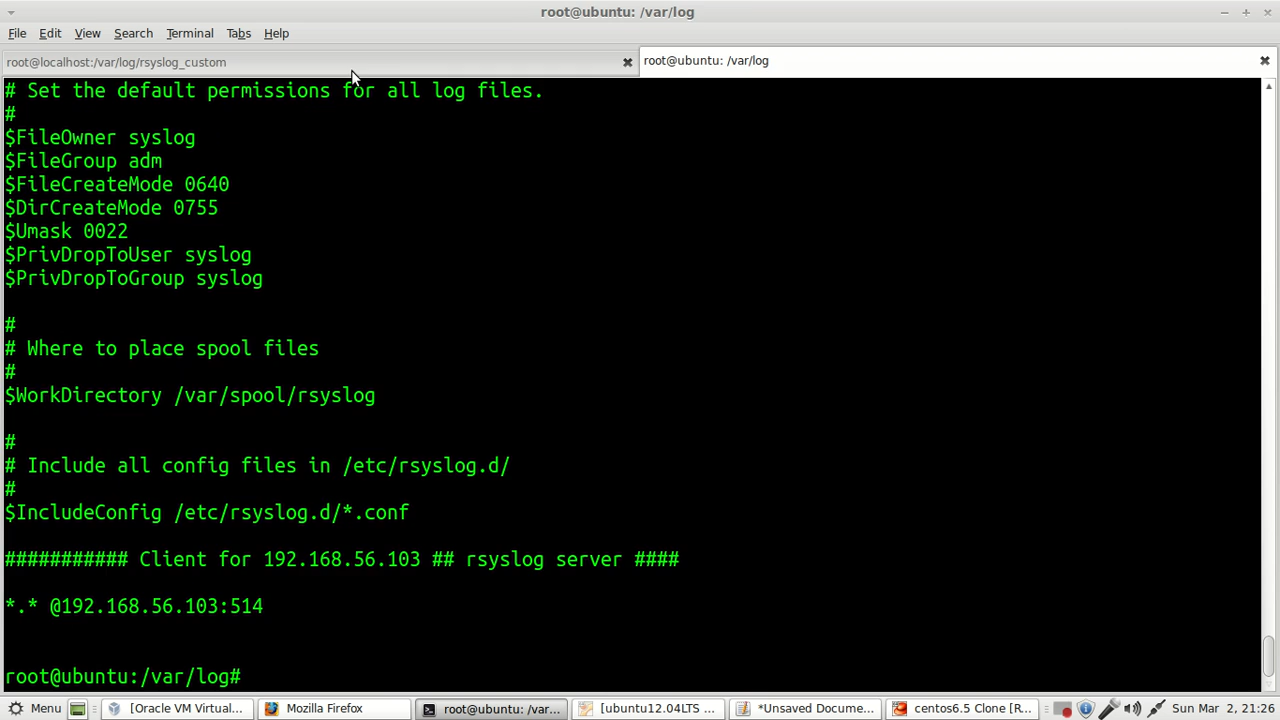 root@ubuntu: /var/log
File Edit View Search Terminal Tabs Help
root@localhost:/var/log/rsyslog_custom
root@ubuntu: /var/log
# Set the default permissions for all log files.
#
$FileOwner syslog
$FileGroup adm
$FileCreateMode 0640
$DirCreateMode 0755
$Umask 0022
$PrivDropToUser syslog
$PrivDropToGroup syslog
#
# Where to place spool files
#
$WorkDirectory /var/spool/rsyslog
#
# Include all config files in /etc/rsyslog.d/
#
$IncludeConfig /etc/rsyslog.d/*.conf
########### Client for 192.168.56.103 ## rsyslog server ####
*.* @192.168.56.103:514
root@ubuntu:/var/log#
Menu [Oracle VM Virtual... Mozilla Firefox root@ubuntu: /var... [ubuntu12.04LTS ... *Unsaved Docume... centos6.5 Clone [R... Sun Mar 2, 21:26